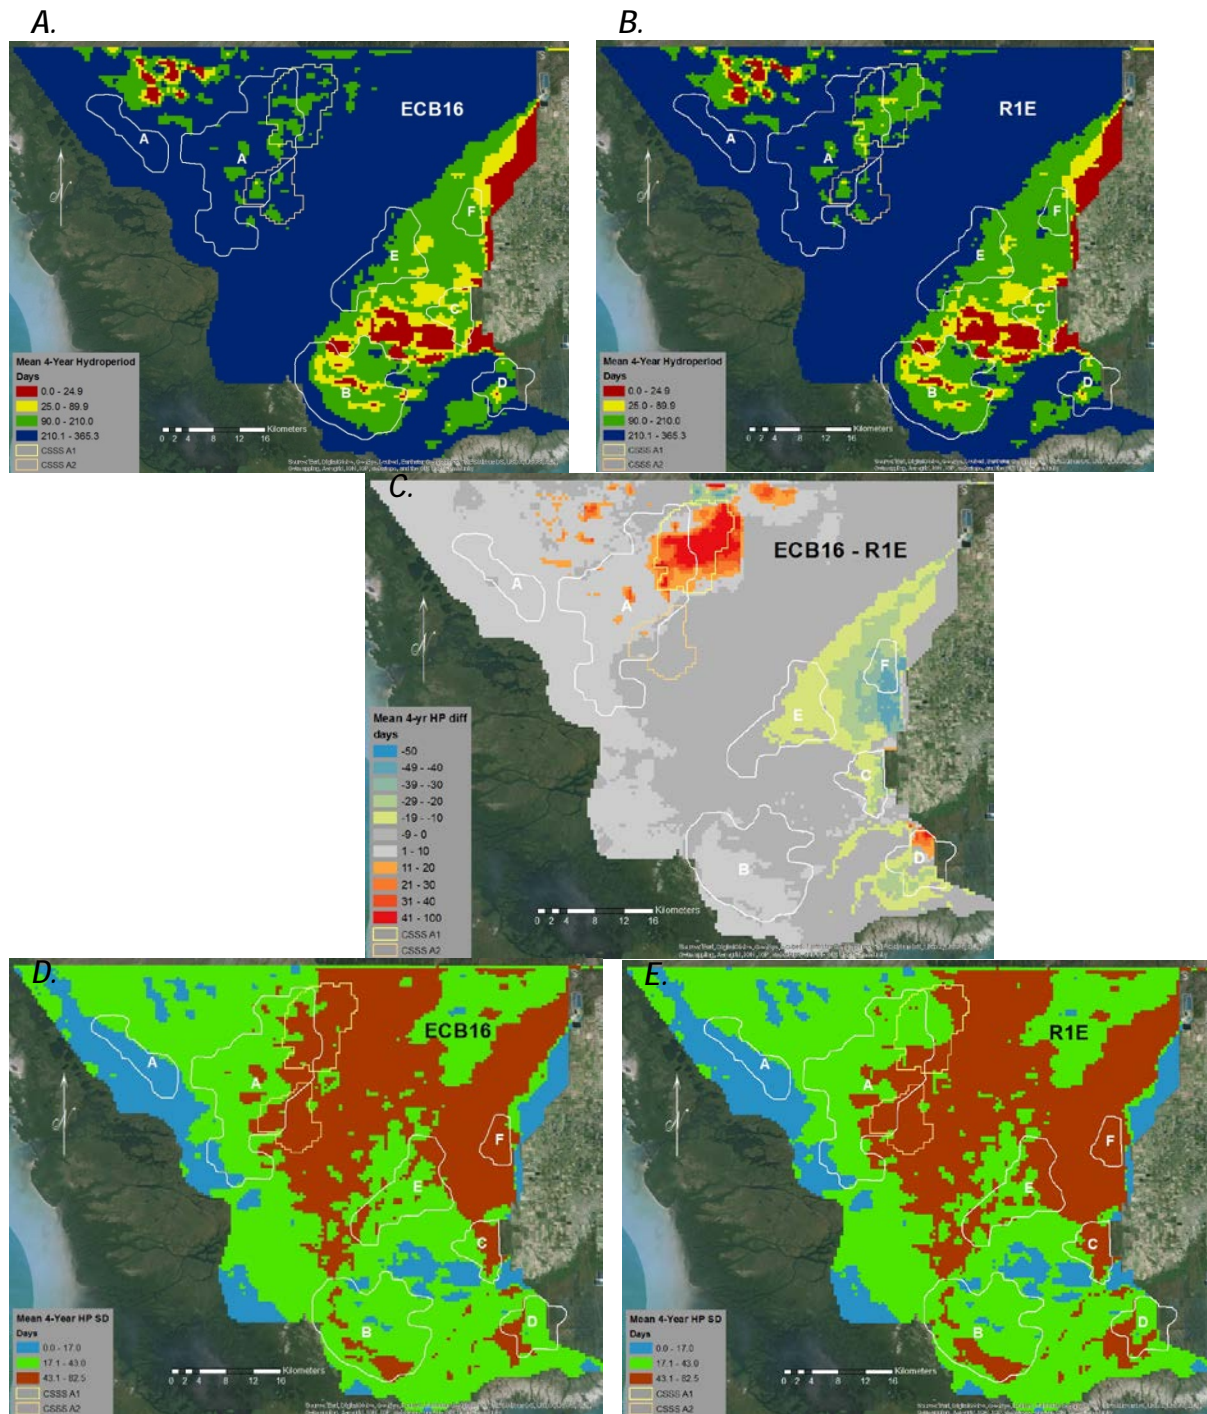 A.
B.
ECB16
A
A
F
E
C
B
D
Mean 4-Year Hydroperiod
Days
0.0 - 24.9
25.0 - 89.9
90.0 - 210.0
210.1 - 365.3
CSSS A1
CSSS A2
0 2 4 8 12 16
Kilometers
R1E
A
A
F
E
C
B
D
Mean 4-Year Hydroperiod
Days
0.0 - 24.9
25.0 - 89.9
90.0 - 210.0
210.1 - 365.3
CSSS A1
CSSS A2
0 2 4 8 12 16
Kilometers
C.
ECB16 - R1E
A
A
F
E
C
B
D
Mean 4-yr HP diff
days
-50
-49 - -40
-39 - -30
-29 - -20
-19 - -10
-9 - 0
1 - 10
11 - 20
21 - 30
31 - 40
41 - 100
CSSS A1
CSSS A2
0 2 4 8 12 16
Kilometers
D.
E.
ECB16
A
A
F
E
C
B
D
Mean 4-Year HP SD
Days
0.0 - 17.0
17.1 - 43.0
43.1 - 82.5
CSSS A1
CSSS A2
0 2 4 8 12 16
Kilometers
R1E
A
A
F
E
C
B
D
Mean 4-Year HP SD
Days
0.0 - 17.0
17.1 - 43.0
43.1 - 82.5
CSSS A1
CSSS A2
0 2 4 8 12 16
Kilometers